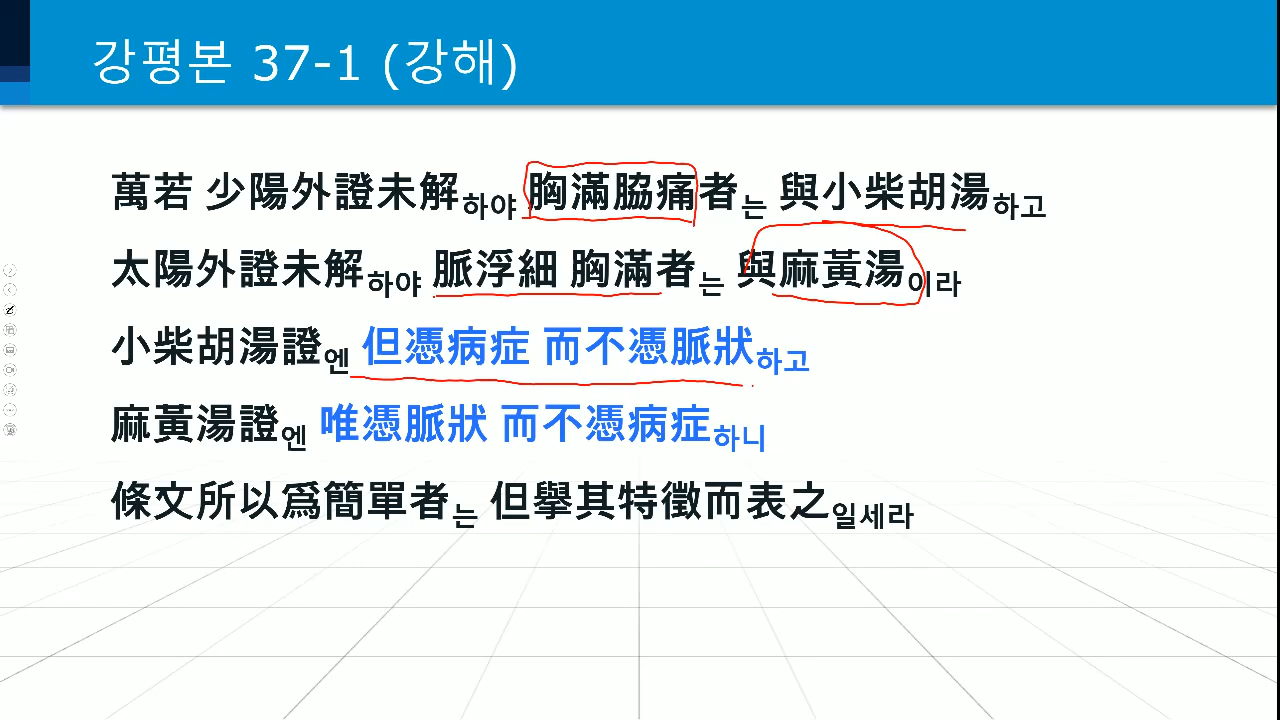 강평본 37-1 (강해)
萬若 少陽外證未解하야 胸滿脇痛者는 與小柴胡湯하고
太陽外證未解하야 脈浮細 胸滿者는 與麻黃湯이라
小柴胡湯證엔 但憑病症 而不憑脈狀하고
麻黃湯證엔 唯憑脈狀 而不憑病症하니
條文所以爲簡單者는 但擧其特徵而表之일세라